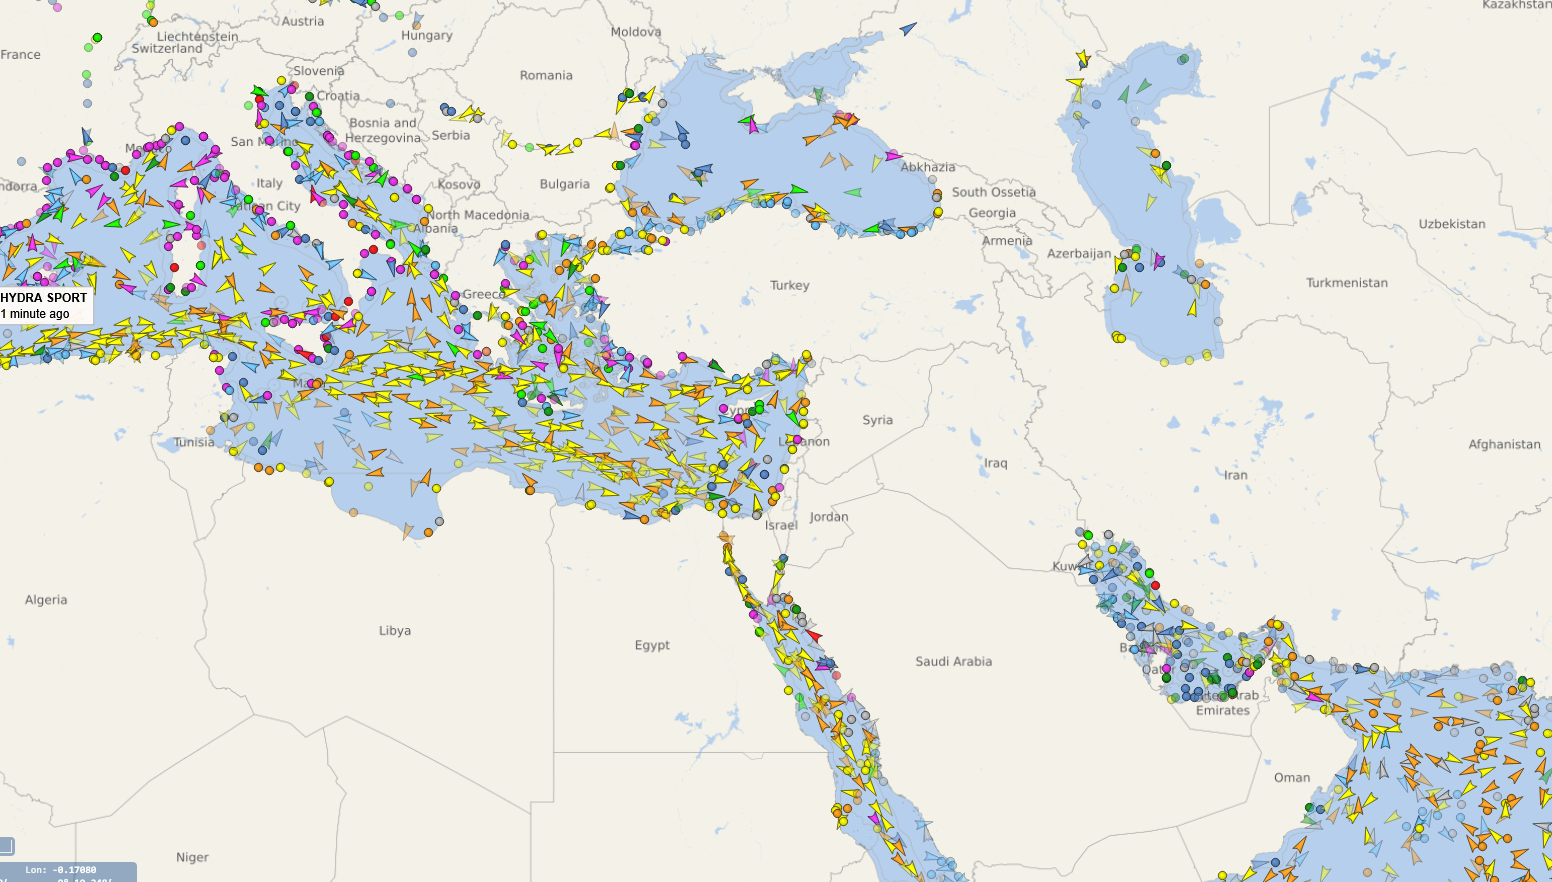 Kazakhstan
Austria
Liechtenstein
Hungary
Moldova
Switzerland
France
Slovenia
Romania
Croatia
Bosnia and
Herzegovina
Serbia
San Marino
Abkhazia
Italy
Kosovo
Bulgaria
South Ossetia
North Macedonia
Georgia
Uzbekistan
Albania
Armenia
Azerbaijan
Turkey
Turkmenistan
Greece
HYDRA SPORT
1 minute ago
Syria
Tunisia
Lebanon
Afghanistan
Iraq
Iran
Jordan
Israel
Algeria
Libya
Egypt
Saudi Arabia
Qatar
Arab
Emirates
Oman
Niger
Lon: -0.17080